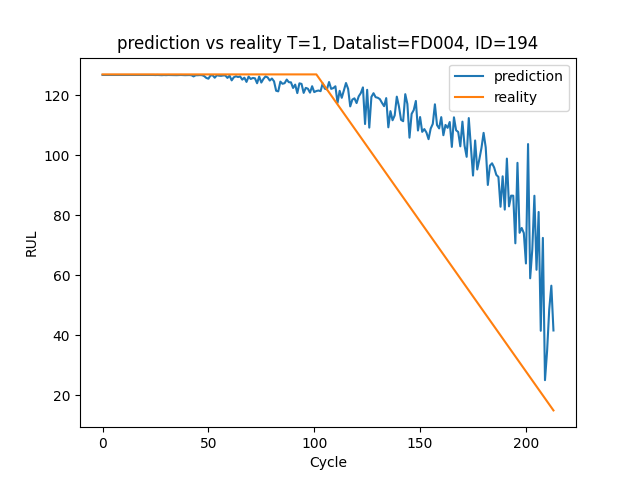 prediction vs reality T=1, Datalist=FD004, ID=194
prediction
reality
RUL
120
100
80
60
40
20
0 50 100 150 200
Cycle